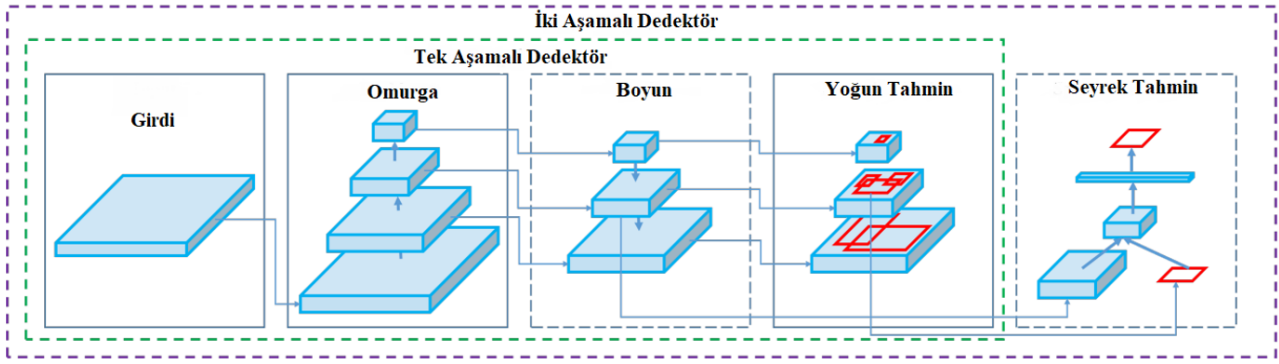 İki Aşamalı Dedektör
Tek Aşamalı Dedektör
Girdi
Omurga
Boyun
Yoğun Tahmin
Seyrek Tahmin